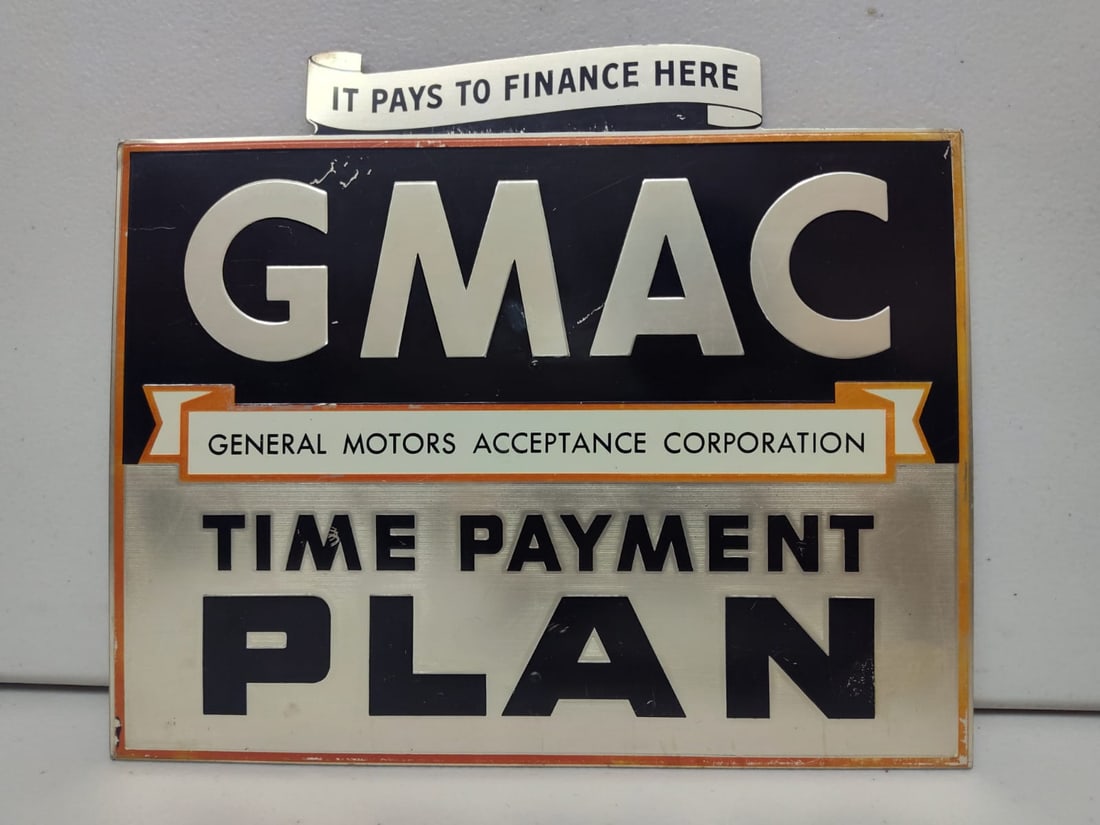 IT PAYS TO FINANCE HERE
GMAC
GENERAL MOTORS ACCEPTANCE CORPORATION
TIME PAYMENT
PLAN